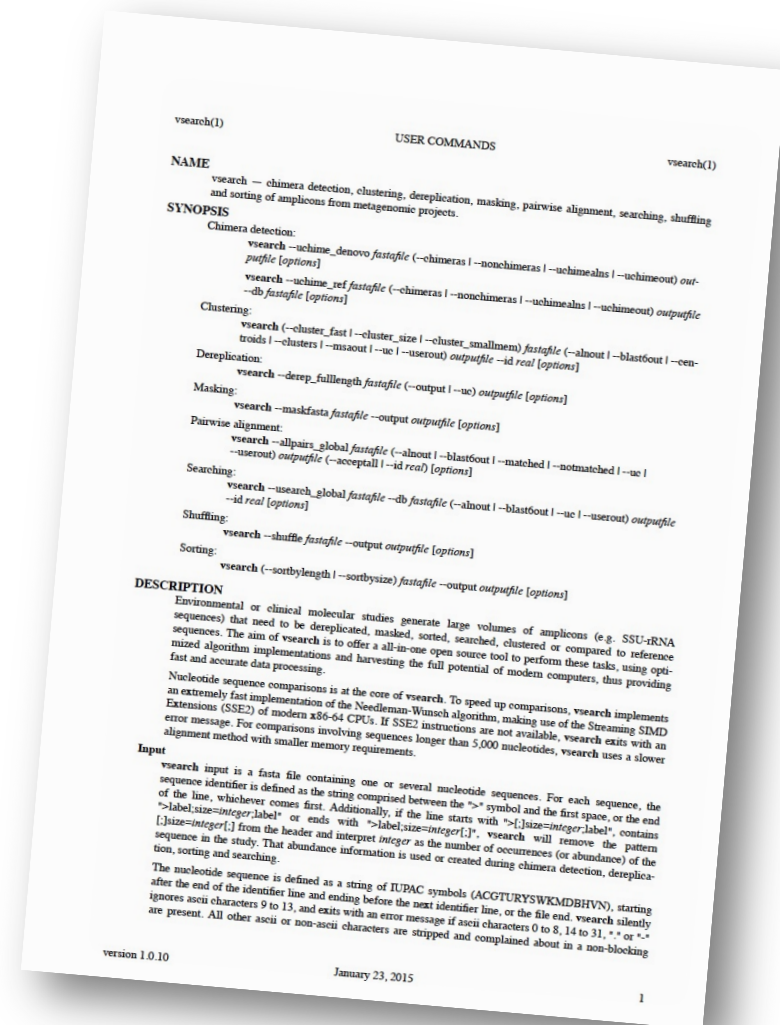 vsearch(1)
USER COMMANDS
vsearch(1)
NAME
vsearch — chimera detection, clustering, dereplication, masking, pairwise alignment, searching, shuffling
and sorting of amplicons from metagenomic projects.
SYNOPSIS
Chimera detection:
vsearch --uchime_denovo fastafile (--chimeras | --nonchimeras | --uchimealns | --uchimeout) out-
putfile [options]
vsearch --uchime_ref fastafile (--chimeras | --nonchimeras | --uchimealns | --uchimeout) outputfile
--db fastafile [options]
Clustering:
vsearch (--cluster_fast | --cluster_size | --cluster_smallmem) fastafile (--alnout | --blast6out | --cen-
troids | --clusters | --msaout | --uc | --userout) outputfile --id real [options]
Dereplication:
vsearch --derep_fulllength fastafile (--output | --uc) outputfile [options]
Masking:
vsearch --maskfasta fastafile --output outputfile [options]
Pairwise alignment:
vsearch --allpairs_global fastafile (--alnout | --blast6out | --matched | --notmatched | --uc |
--userout) outputfile (--acceptall | --id real) [options]
Searching:
vsearch --usearch_global fastafile --db fastafile (--alnout | --blast6out | --uc | --userout) outputfile
--id real [options]
Shuffling:
vsearch --shuffle fastafile --output outputfile [options]
Sorting:
vsearch (--sortbylength | --sortbysize) fastafile --output outputfile [options]
DESCRIPTION
Environmental or clinical molecular studies generate large volumes of amplicons (e.g. SSU-rRNA
sequences) that need to be dereplicated, masked, sorted, searched, clustered or compared to reference
sequences. The aim of vsearch is to offer a all-in-one open source tool to perform these tasks, using opti-
mized algorithm implementations and harvesting the full potential of modern computers, thus providing
fast and accurate data processing.
Nucleotide sequence comparisons is at the core of vsearch. To speed up comparisons, vsearch implements
an extremely fast implementation of the Needleman-Wunsch algorithm, making use of the Streaming SIMD
Extensions (SSE2) of modern x86-64 CPUs. If SSE2 instructions are not available, vsearch exits with an
error message. For comparisons involving sequences longer than 5,000 nucleotides, vsearch uses a slower
alignment method with smaller memory requirements.
Input
vsearch input is a fasta file containing one or several nucleotide sequences. For each sequence, the
sequence identifier is defined as the string comprised between the ">" symbol and the first space, or the end
of the line, whichever comes first. Additionally, if the line starts with ">[;]size=integer;label", contains
">label;size=integer;label" or ends with ">label;size=integer[;]", vsearch will remove the pattern
[;]size=integer[;] from the header and interpret integer as the number of occurrences (or abundance) of the
sequence in the study. That abundance information is used or created during chimera detection, dereplica-
tion, sorting and searching.
The nucleotide sequence is defined as a string of IUPAC symbols (ACGTURYSWKMDBHVN), starting
after the end of the identifier line and ending before the next identifier line, or the file end. vsearch silently
ignores ascii characters 9 to 13, and exits with an error message if ascii characters 0 to 8, 14 to 31, "." or "-"
are present. All other ascii or non-ascii characters are stripped and complained about in a non-blocking
version 1.0.10
January 23, 2015
1